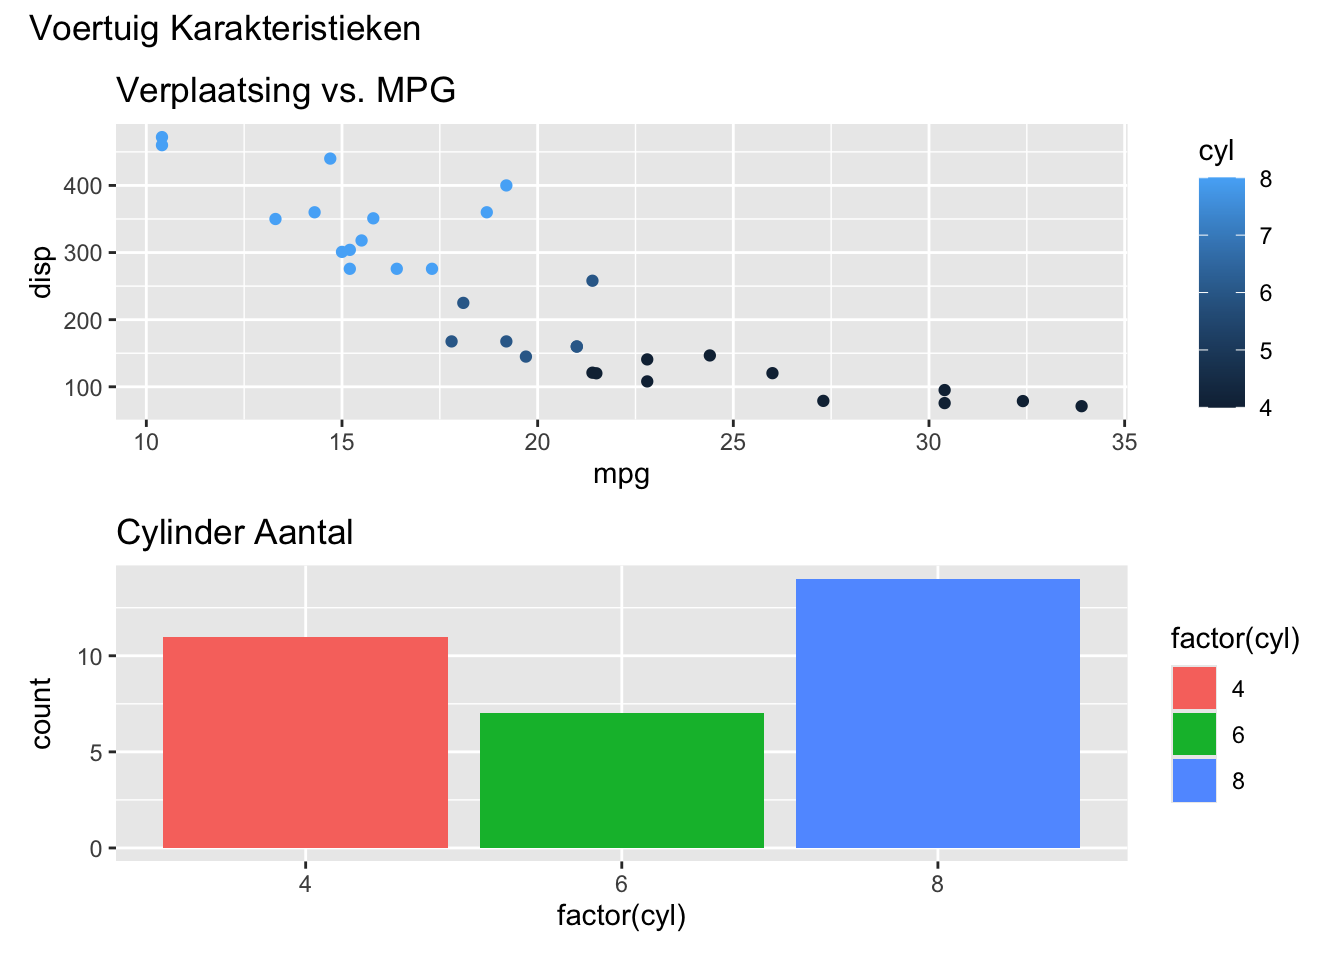 Voertuig Karakteristieken
Verplaatsing vs. MPG
disp
400
300
200
100
10 15 20 25 30 35
mpg
cyl
8
7
6
5
4
Cylinder Aantal
count
10
5
0
4 6 8
factor(cyl)
factor(cyl)
4
6
8